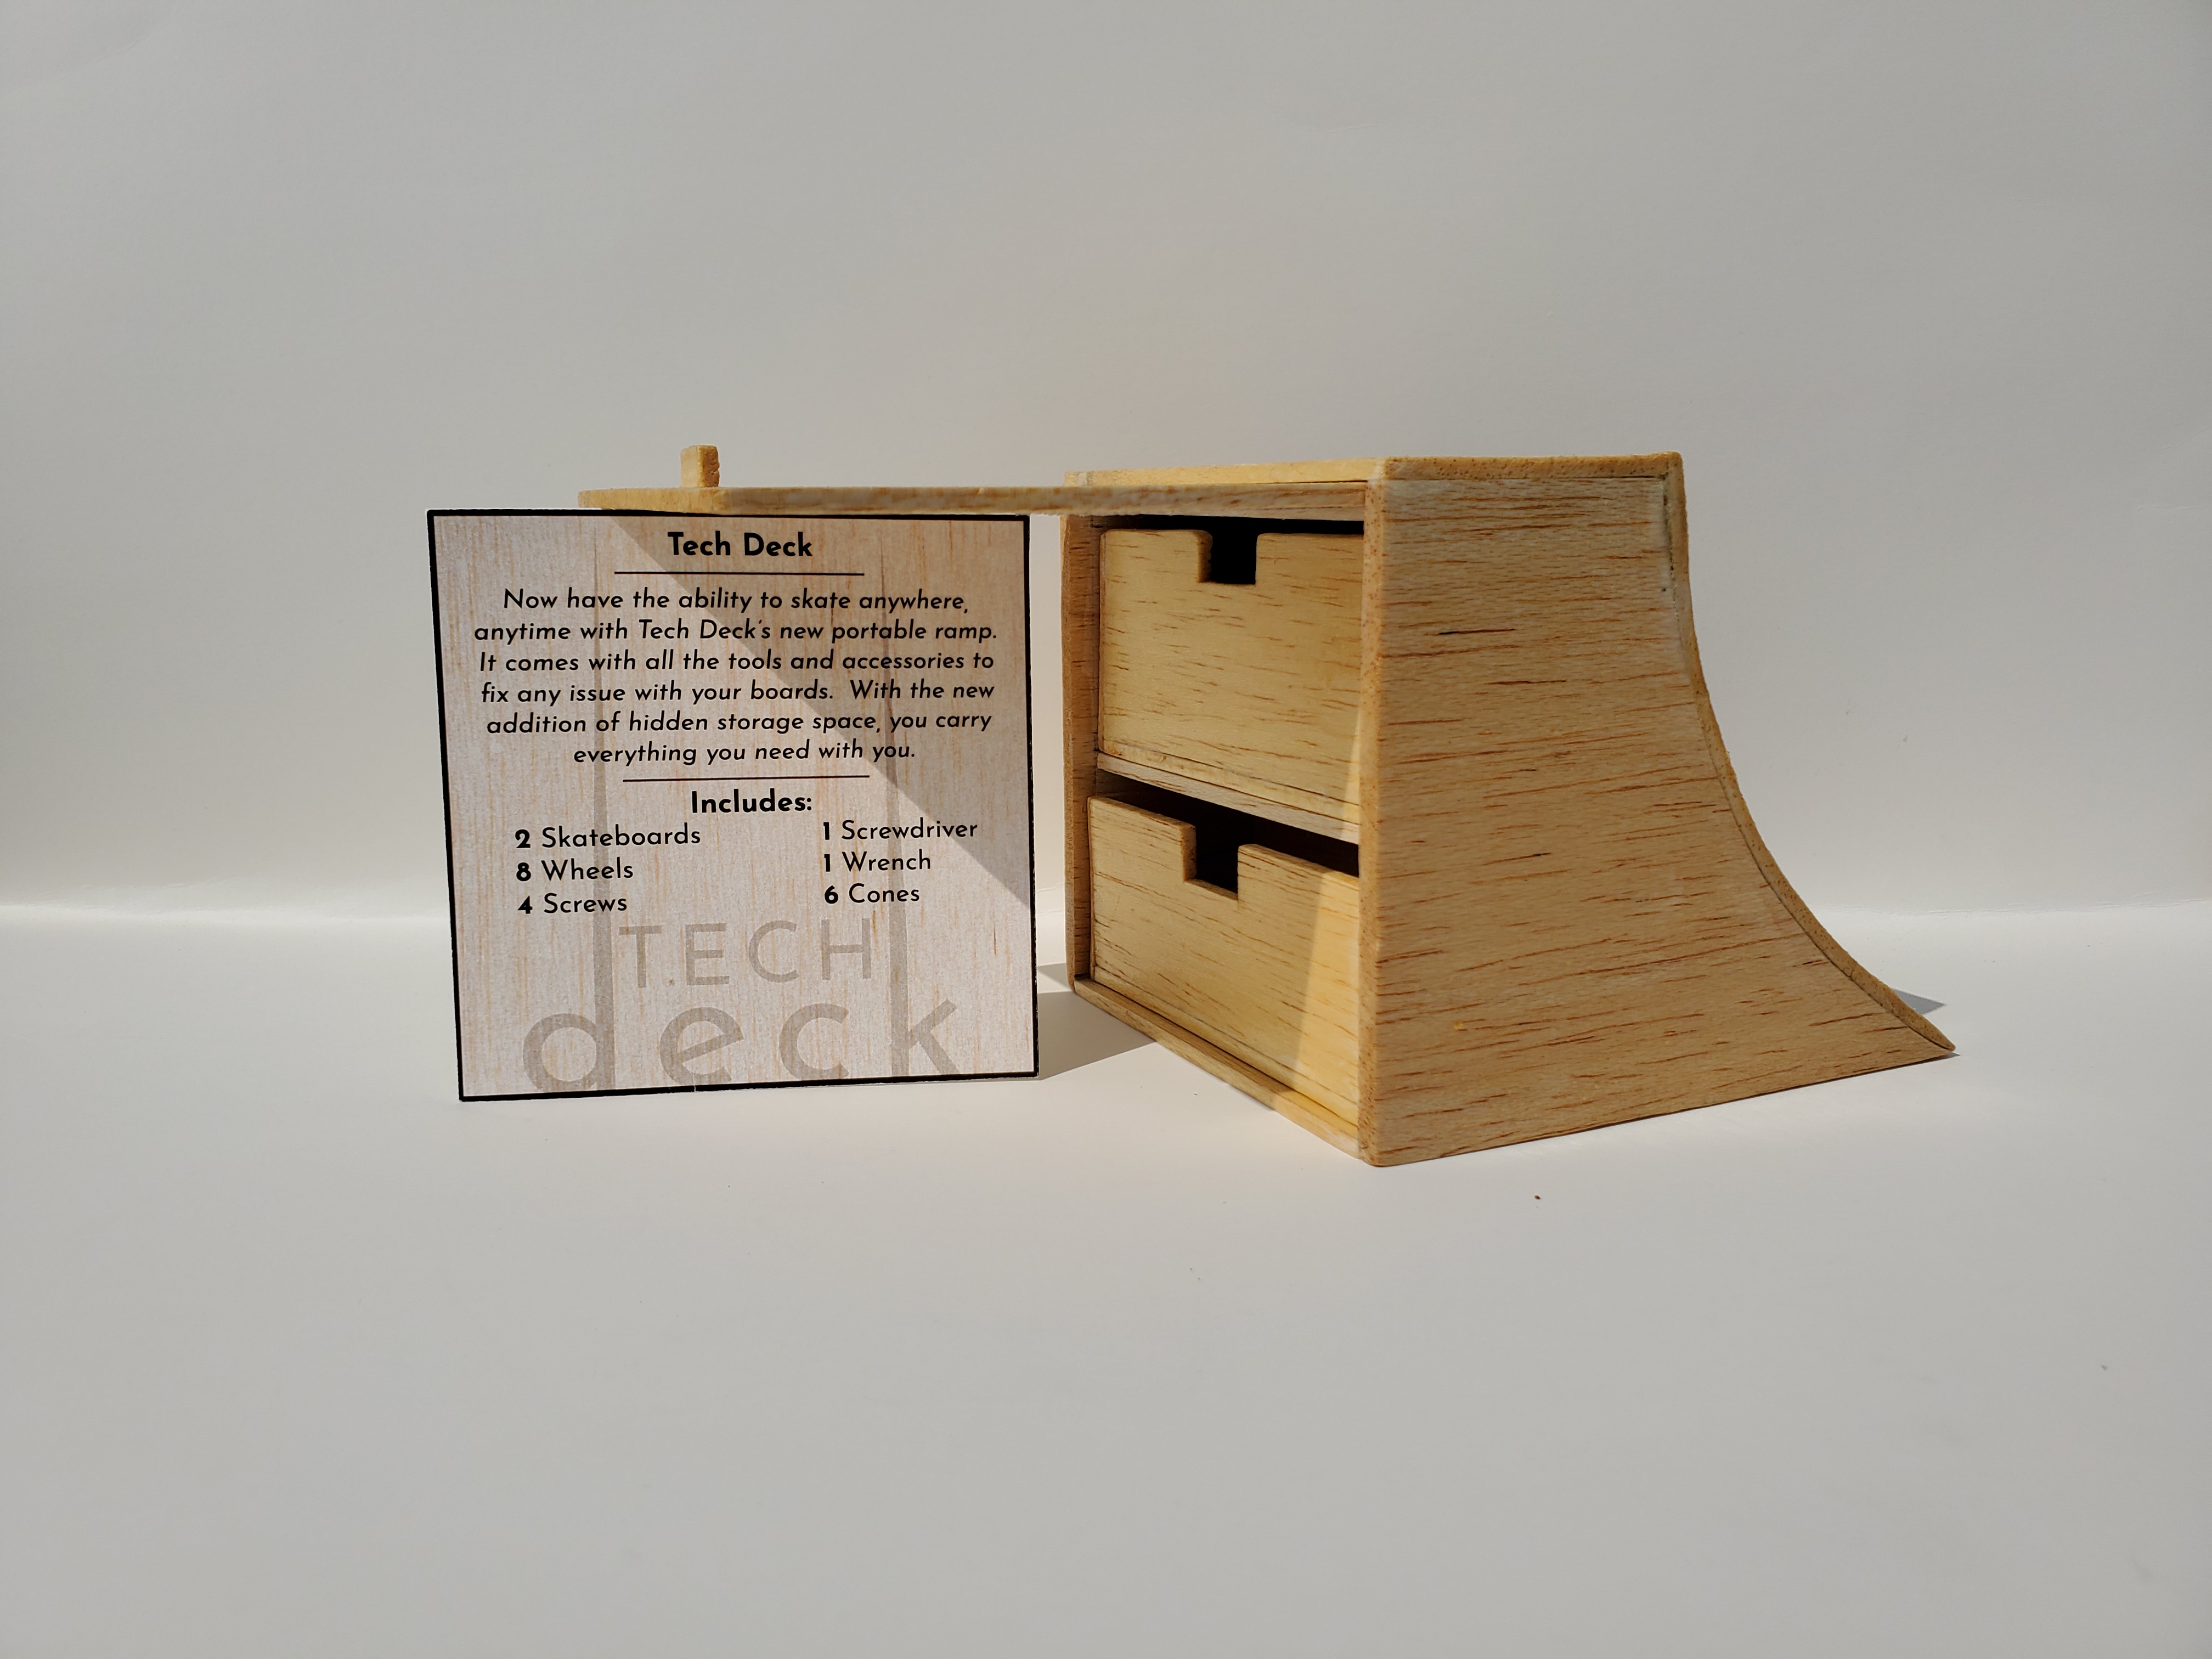 Tech Deck
Now have the ability to skate anywhere,
anytime with Tech Deck's new portable ramp.
It comes with all the tools and accessories to
fix any issue with your boards.  With the new
addition of hidden storage space, you carry
everything you need with you.
Includes:
2 Skateboards
8 Wheels
4 Screws
1 Screwdriver
1 Wrench
6 Cones
TECH
deck